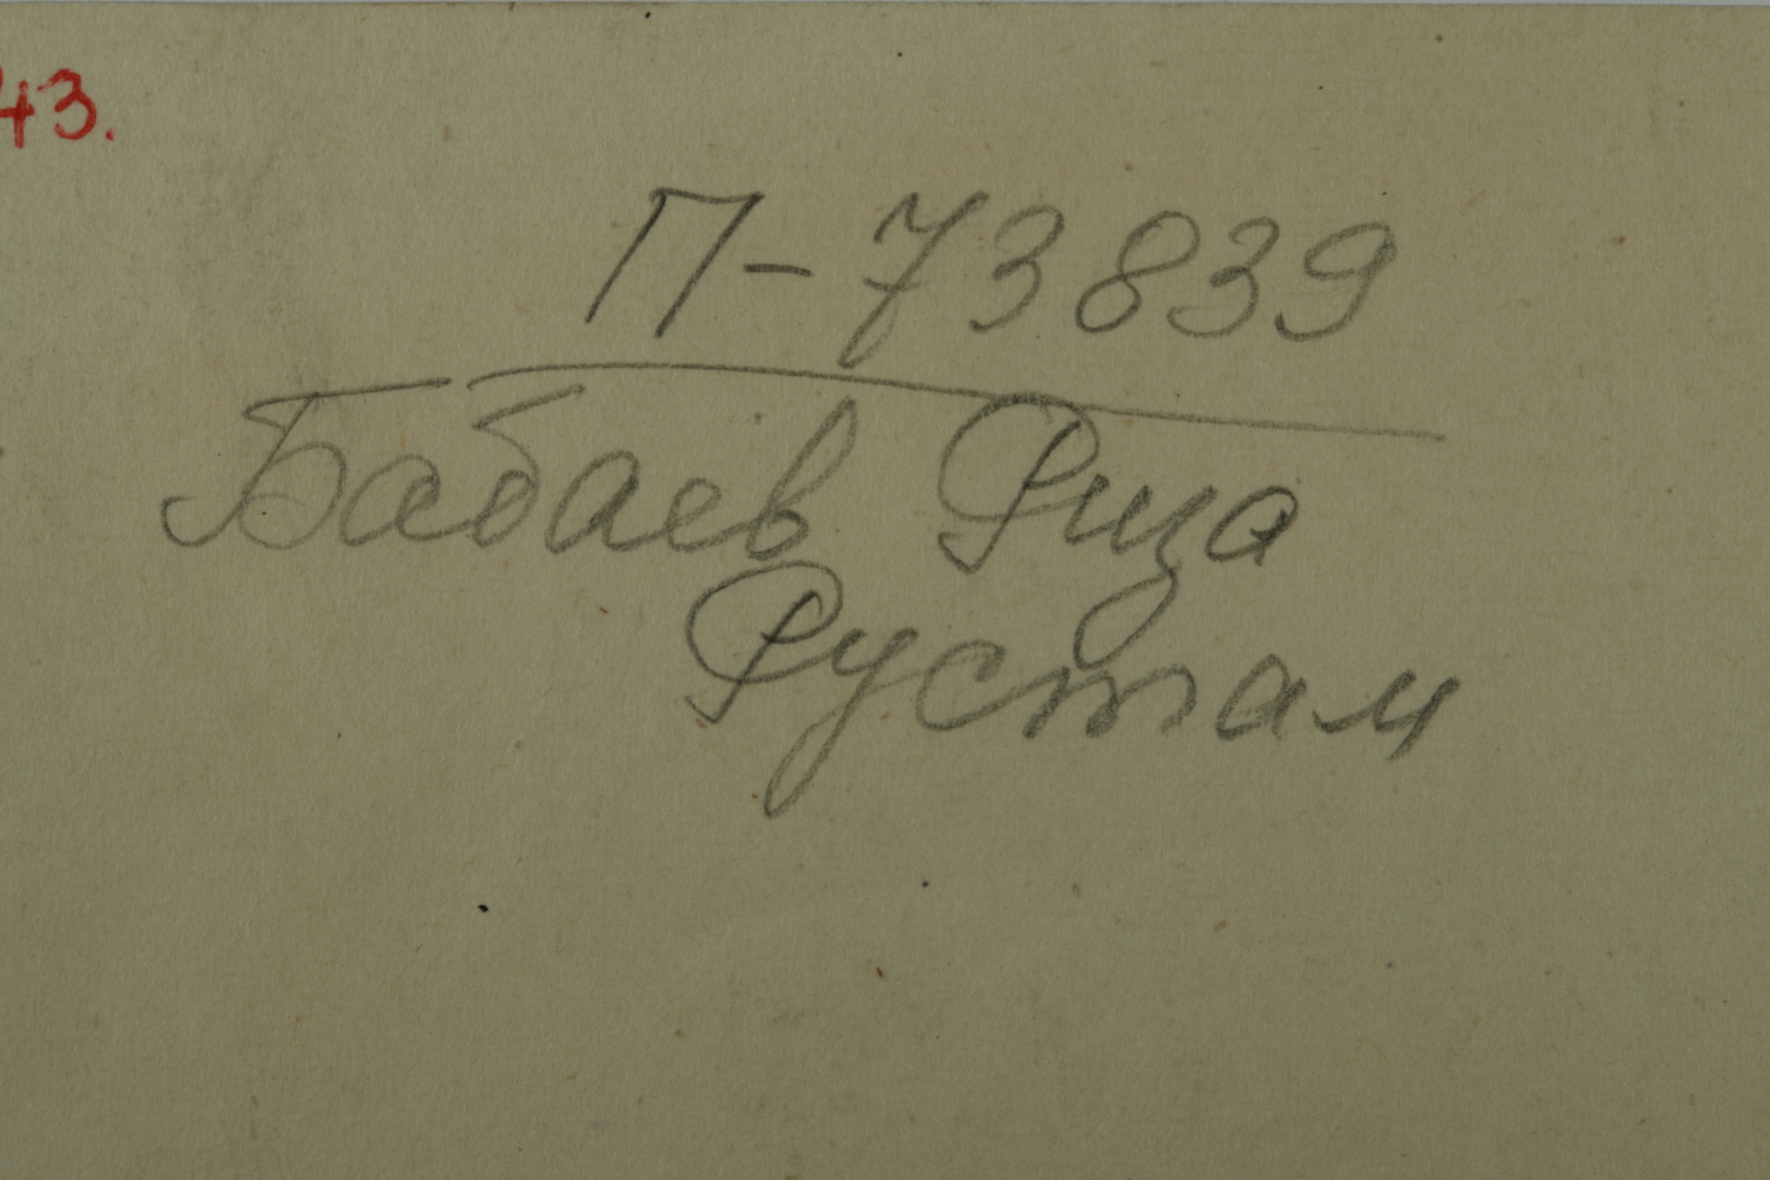 43.
П-73839
Бабаев Риза
Рустам